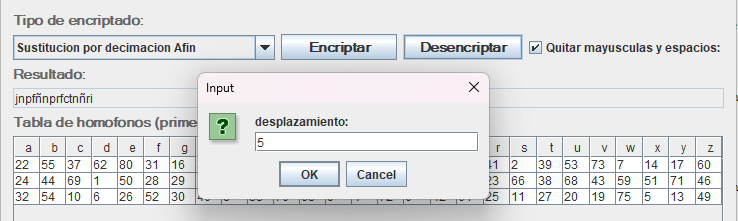 Tipo de encriptado:
Sustitucion por decimacion Afin Encriptar Desencriptar Quitar mayusculas y espacios:
Resultado:
jnpfñnprfctnñri
Input
desplazamiento:
5
OK Cancel
Tabla de homofonos (prime
a b c d e f g r s t u v w x y z
22 55 37 62 80 31 16 41 2 39 53 73 7 14 17 60
24 44 69 1 50 28 29 23 66 38 68 43 59 51 71 46
32 54 10 6 26 52 30 25 11 27 20 19 75 5 13 49